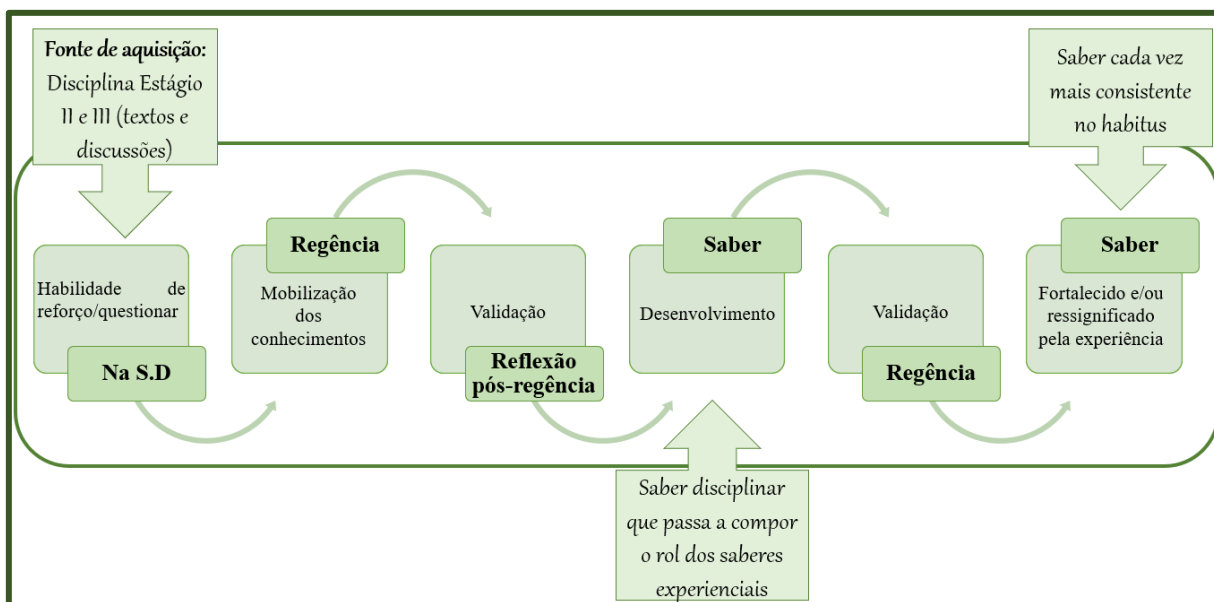 Fonte de aquisição:
Disciplina Estágio
II e III (textos e
discussões)
Saber cada vez
mais consistente
no habitus
Habilidade de
reforço/questionar
Na S.D
Regência
Mobilização
dos
conhecimentos
Validação
Reflexão
pós-regência
Saber
Desenvolvimento
Validação
Regência
Saber
Fortalecido e/ou
ressignificado
pela experiência
Saber disciplinar
que passa a compor
o rol dos saberes
experienciais